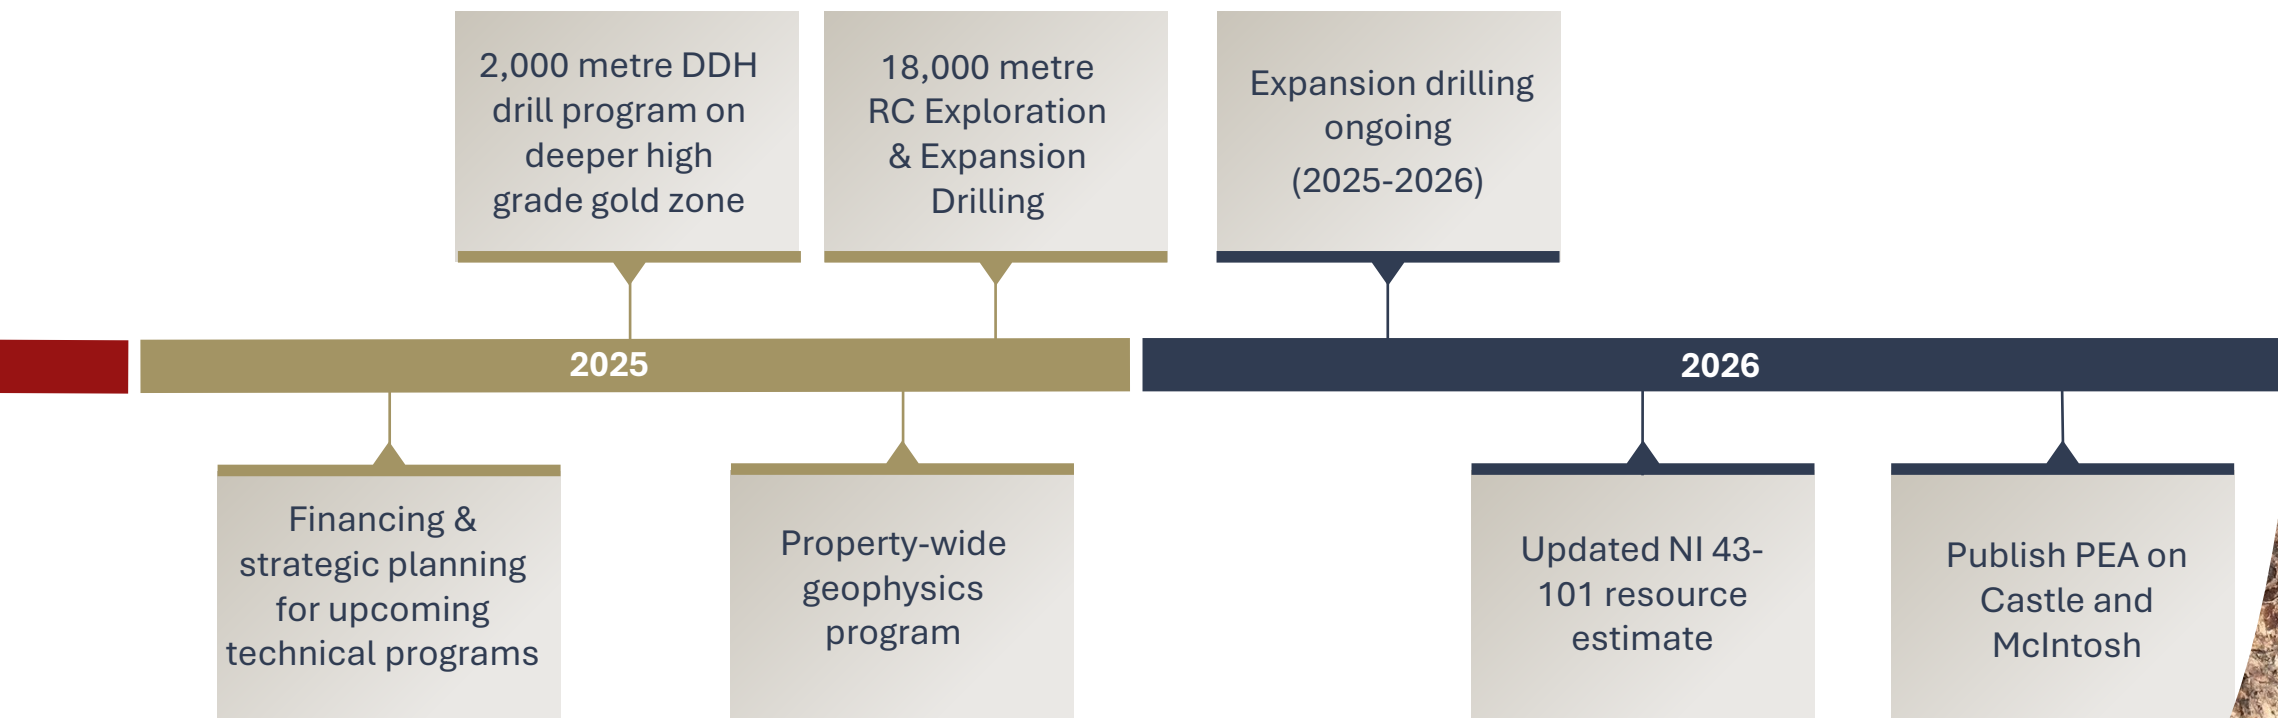 2,000 metre DDH
drill program on
deeper high
grade gold zone
18,000 metre
RC Exploration
& Expansion
Drilling
Expansion drilling
ongoing
(2025-2026)
2025
2026
Financing &
strategic planning
for upcoming
technical programs
Property-wide
geophysics
program
Updated NI 43-
101 resource
estimate
Publish PEA on
Castle and
McIntosh